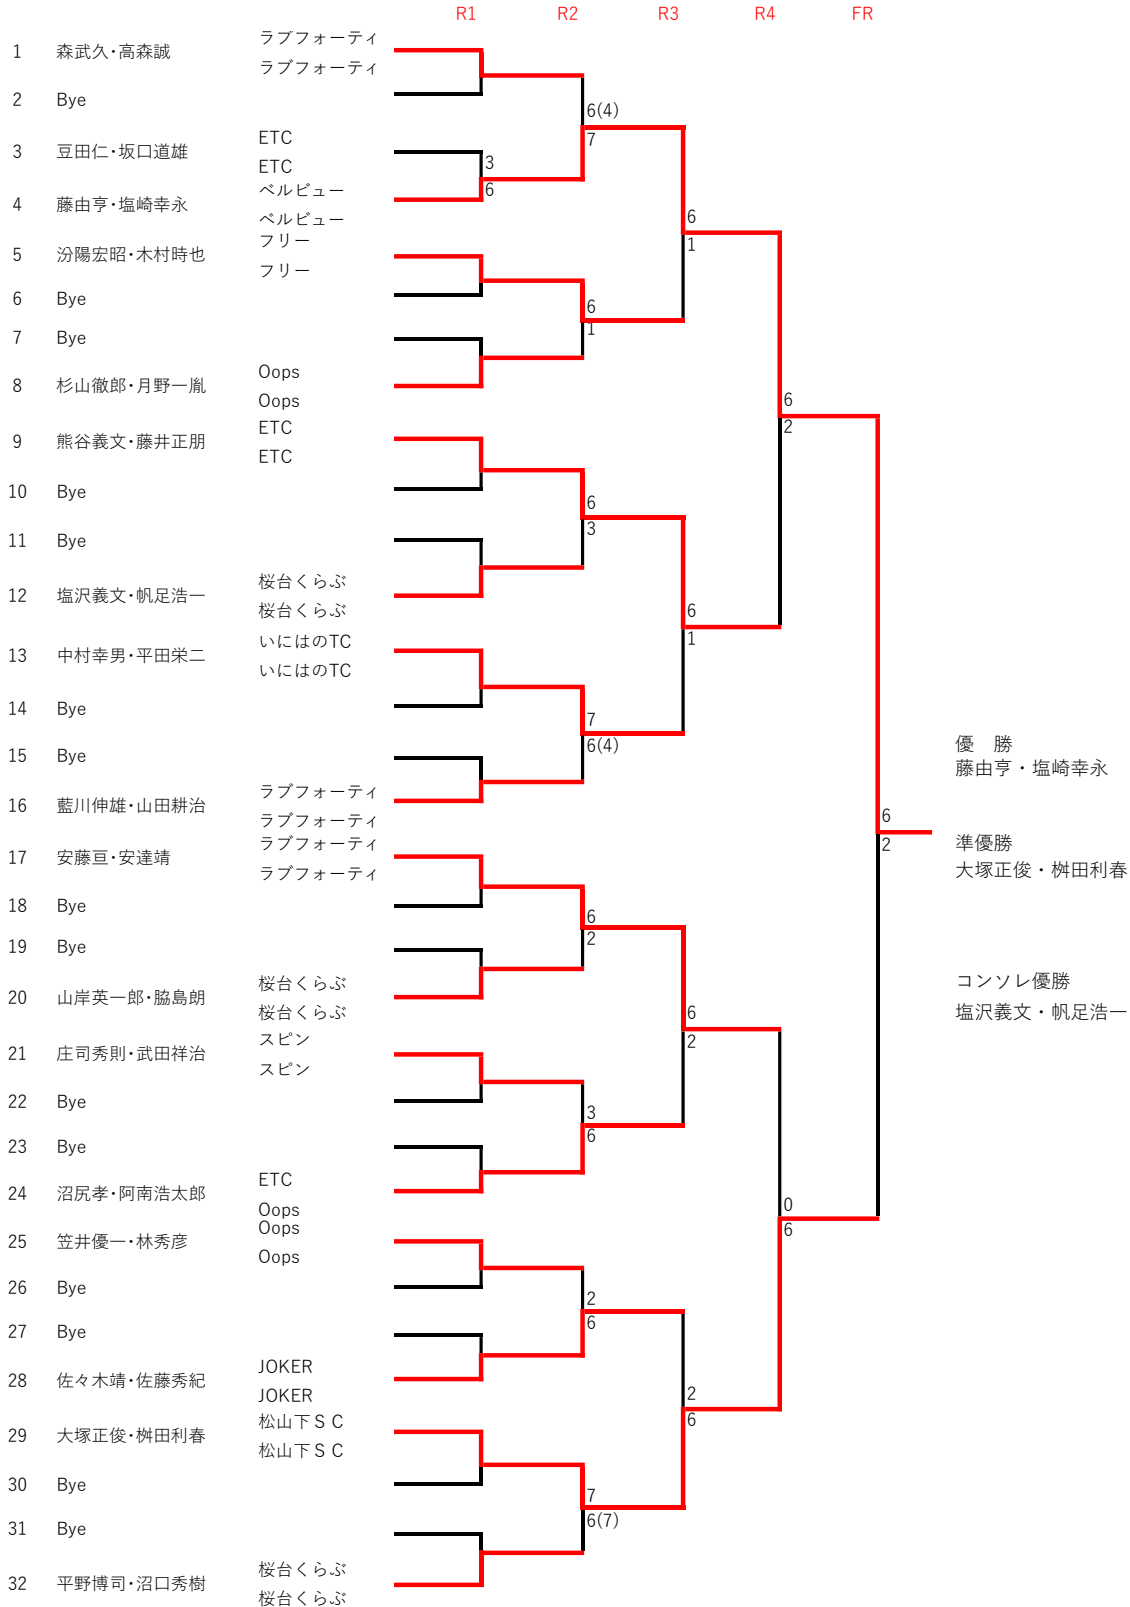 R1 R2 R3 R4 FR
ラブフォーティ
1 森武久・高森誠
ラブフォーティ
2 Bye
6(4)
ETC
7
3 豆田仁・坂口道雄
3
ETC
6
ベルビュー
4 藤由亨・塩崎幸永
ベルビュー
6
フリー
1
5 汾陽宏昭・木村時也
フリー
6 Bye
6
1
7 Bye
Oops
8 杉山徹郎・月野一胤
Oops
6
2
ETC
9 熊谷義文・藤井正朋
ETC
10 Bye
6
3
11 Bye
桜台くらぶ
12 塩沢義文・帆足浩一
桜台くらぶ
6
1
いにはのTC
13 中村幸男・平田栄二
いにはのTC
14 Bye
7
6(4)
優　勝
15 Bye
藤由亨・塩崎幸永
ラブフォーティ
16 藍川伸雄・山田耕治
ラブフォーティ
6
2
準優勝
ラブフォーティ
17 安藤亘・安達靖
大塚正俊・桝田利春
ラブフォーティ
18 Bye
6
2
19 Bye
桜台くらぶ
コンソレ優勝
20 山岸英一郎・脇島朗
桜台くらぶ
塩沢義文・帆足浩一
6
2
スピン
21 庄司秀則・武田祥治
スピン
22 Bye
3
6
23 Bye
ETC
24 沼尻孝・阿南浩太郎
Oops
0
6
Oops
25 笠井優一・林秀彦
Oops
26 Bye
2
6
27 Bye
JOKER
28 佐々木靖・佐藤秀紀
JOKER
2
6
松山下ＳＣ
29 大塚正俊・桝田利春
松山下ＳＣ
30 Bye
7
6(7)
31 Bye
桜台くらぶ
32 平野博司・沼口秀樹
桜台くらぶ